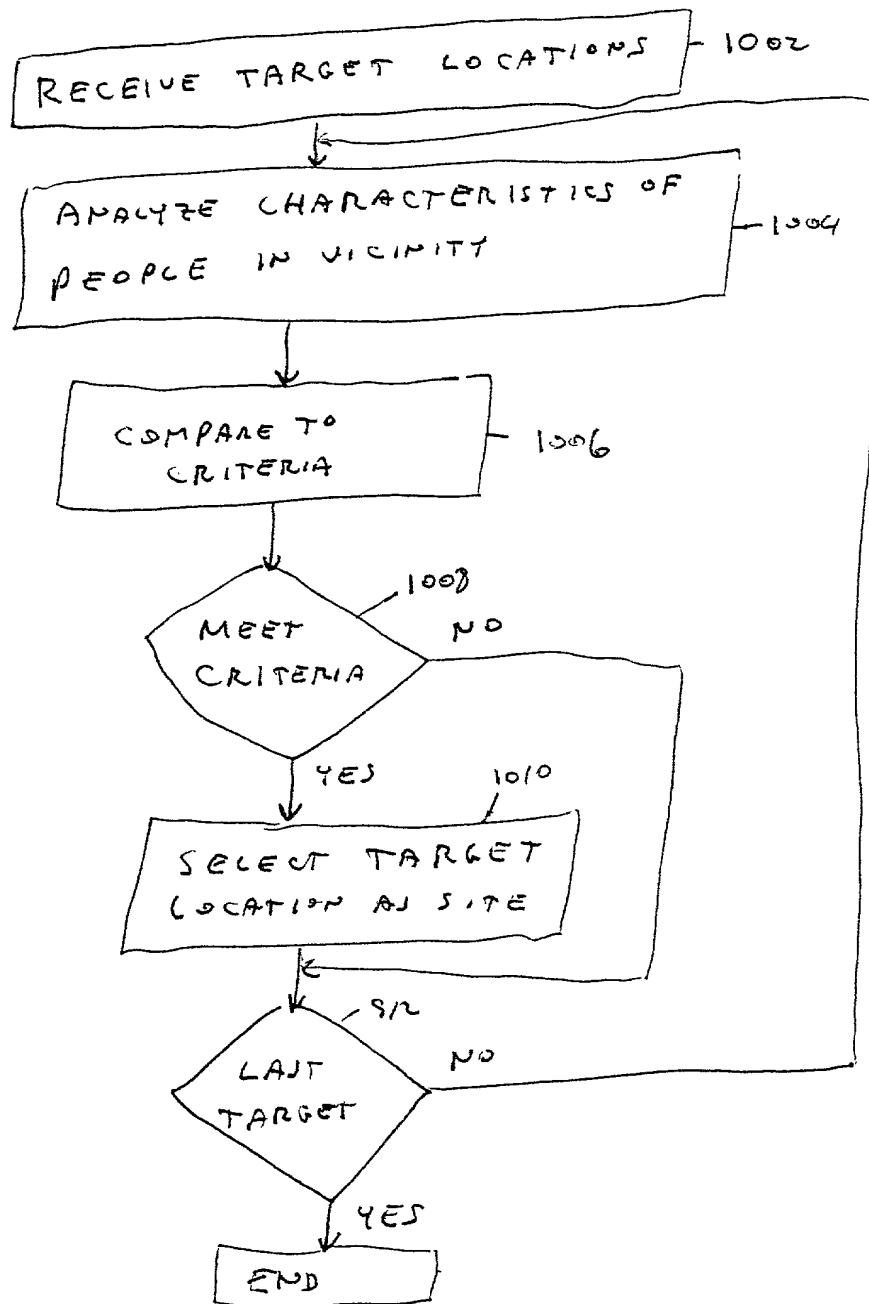 RECEIVE TARGET LOCATIONS
1002
ANALYZE CHARACTERISTICS OF
PEOPLE IN VICINITY
1004
COMPARE TO
CRITERIA
1006
1008
MEET
CRITERIA
NO
YES
1010
SELECT TARGET
LOCATION AS SITE
912
LAST
TARGET
NO
YES
END